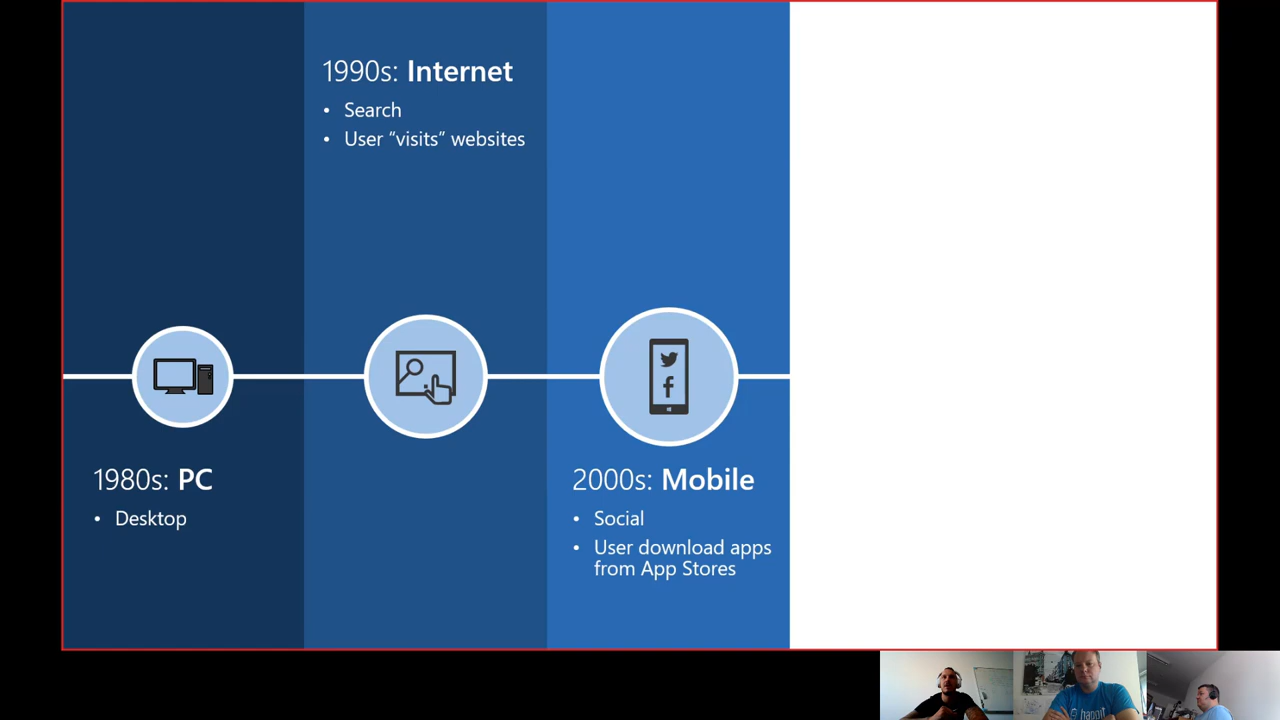 1990s: Internet
• Search
• User “visits” websites
1980s: PC
• Desktop
2000s: Mobile
• Social
• User download apps
from App Stores